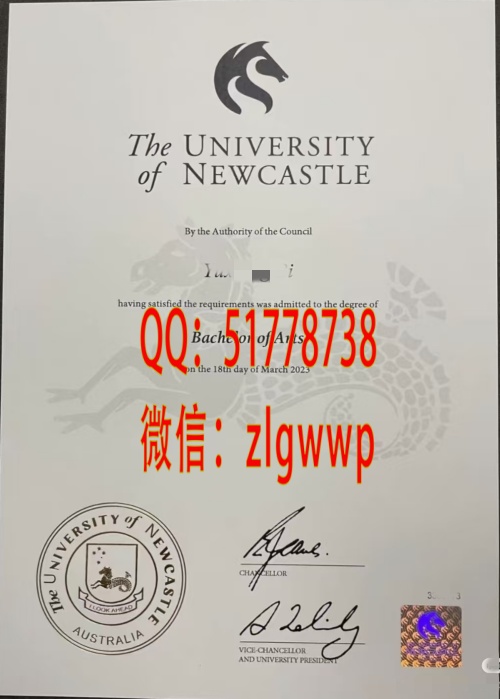 The UNIVERSITY
of NEWCASTLE
By the Authority of the Council
having satisfied the requirements was admitted to the degree of
Bachelor of Arts
on the 18th day of March 2023
QQ: 51778738
微信: zlgwwp
The UNIVERSITY of NEWCASTLE
I LOOK AHEAD
AUSTRALIA
CHANCELLOR
VICE-CHANCELLOR
AND UNIVERSITY PRESIDENT